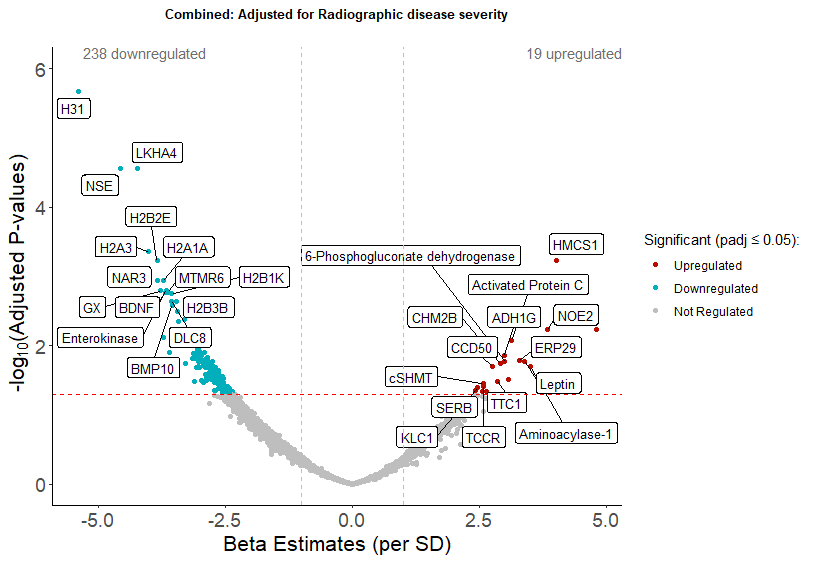 Combined: Adjusted for Radiographic disease severity
238 downregulated
19 upregulated
6
4
2
0
-log10(Adjusted P-values)
H31
LKHA4
NSE
H2B2E
H2A3
H2A1A
NAR3
MTMR6
H2B1K
GX
BDNF
H2B3B
Enterokinase
DLC8
BMP10
HMCS1
6-Phosphogluconate dehydrogenase
Activated Protein C
CHM2B
ADH1G
NOE2
CCD50
ERP29
cSHMT
Leptin
SERB
TTC1
KLC1
TCCR
Aminoacylase-1
-5.0
-2.5
0.0
2.5
5.0
Beta Estimates (per SD)
Significant (padj ≤ 0.05):
Upregulated
Downregulated
Not Regulated